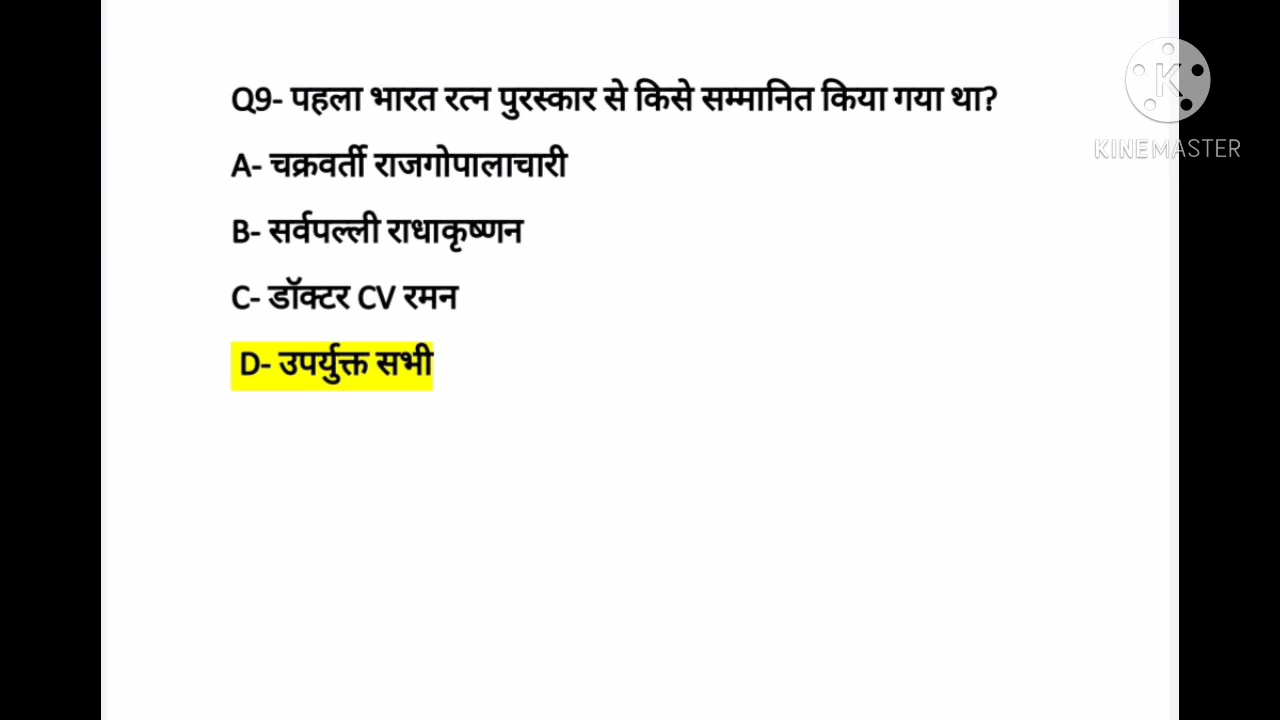 Q9- पहला भारत रत्न पुरस्कार से किसे सम्मानित किया गया था?
A- चक्रवर्ती राजगोपालाचारी
B- सर्वपल्ली राधाकृष्णन
C- डॉक्टर CV रमन
D- उपर्युक्त सभी
K
KINEMASTER